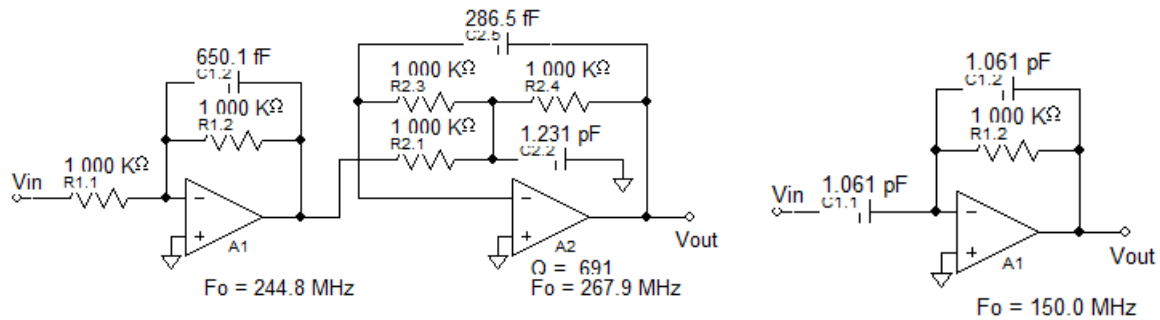 286.5 fF
C2.5
650.1 fF
C1.2
1.000 KΩ
R2.3
1.000 KΩ
R2.4
1.061 pF
C1.2
1.000 KΩ
R1.2
1.000 KΩ
R2.1
1.231 pF
C2.2
1.000 KΩ
R1.2
1.000 KΩ
R1.1
Vin
1.061 pF
C1.1
Vin
−
+
A1
−
+
A2
Vout
−
+
A1
Vout
Q = .691
Fo = 244.8 MHz
Fo = 267.9 MHz
Fo = 150.0 MHz